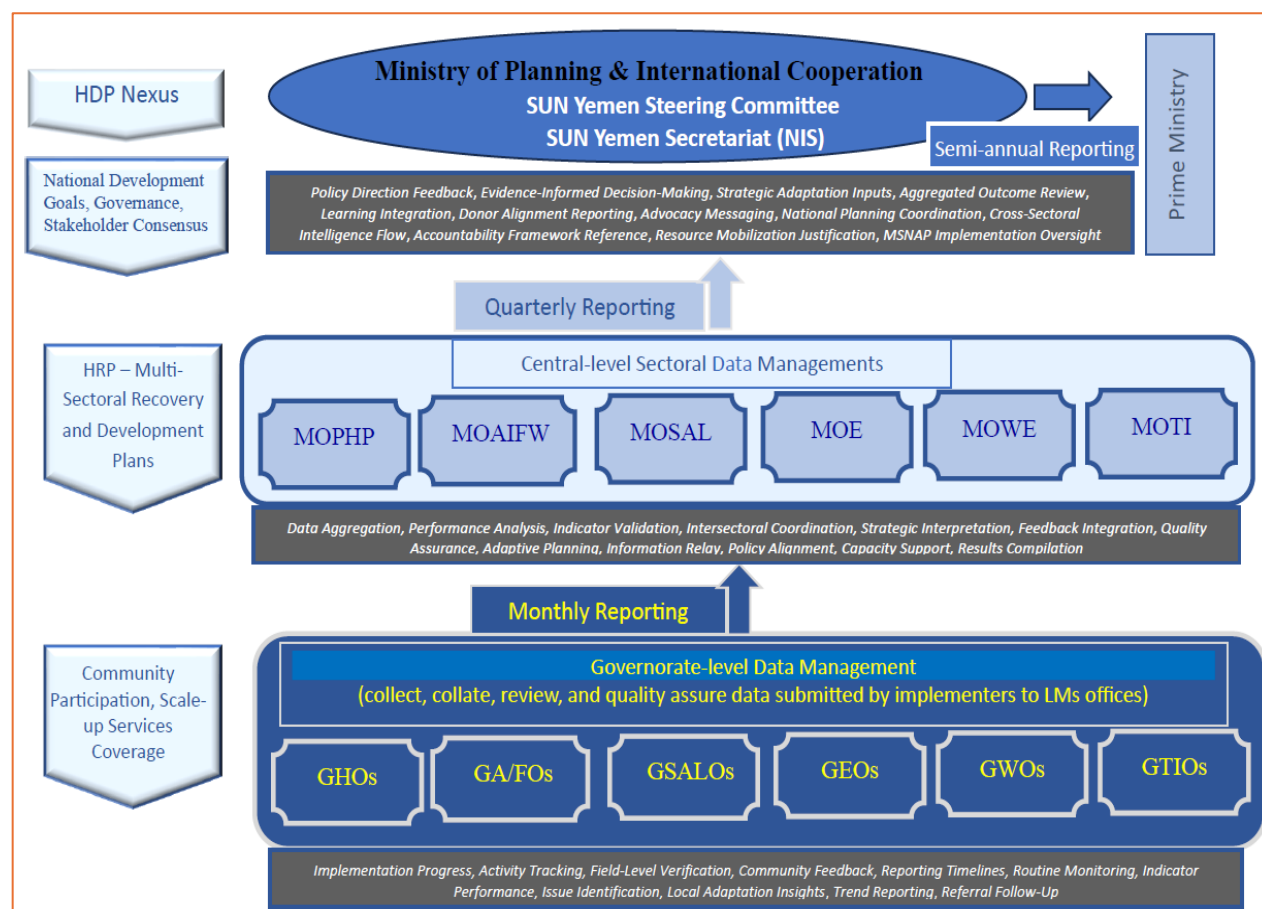 HDP Nexus
Ministry of Planning & International Cooperation
SUN Yemen Steering Committee
SUN Yemen Secretariat (NIS)
Semi-annual Reporting
Prime Ministry
National Development
Goals, Governance,
Stakeholder Consensus
Policy Direction Feedback, Evidence-Informed Decision-Making, Strategic Adaptation Inputs, Aggregated Outcome Review,
Learning Integration, Donor Alignment Reporting, Advocacy Messaging, National Planning Coordination, Cross-Sectoral
Intelligence Flow, Accountability Framework Reference, Resource Mobilization Justification, MSNAP Implementation Oversight
Quarterly Reporting
HRP – Multi-
Sectoral Recovery
and Development
Plans
Central-level Sectoral Data Managements
MOPHP
MOAIFW
MOSAL
MOE
MOWE
MOTI
Data Aggregation, Performance Analysis, Indicator Validation, Intersectoral Coordination, Strategic Interpretation, Feedback Integration, Quality
Assurance, Adaptive Planning, Information Relay, Policy Alignment, Capacity Support, Results Compilation
Monthly Reporting
Community
Participation, Scale-
up Services
Coverage
Governorate-level Data Management
(collect, collate, review, and quality assure data submitted by implementers to LMs offices)
GHOs
GA/FOs
GSALOs
GEOs
GWOs
GTIOs
Implementation Progress, Activity Tracking, Field-Level Verification, Community Feedback, Reporting Timelines, Routine Monitoring, Indicator
Performance, Issue Identification, Local Adaptation Insights, Trend Reporting, Referral Follow-Up